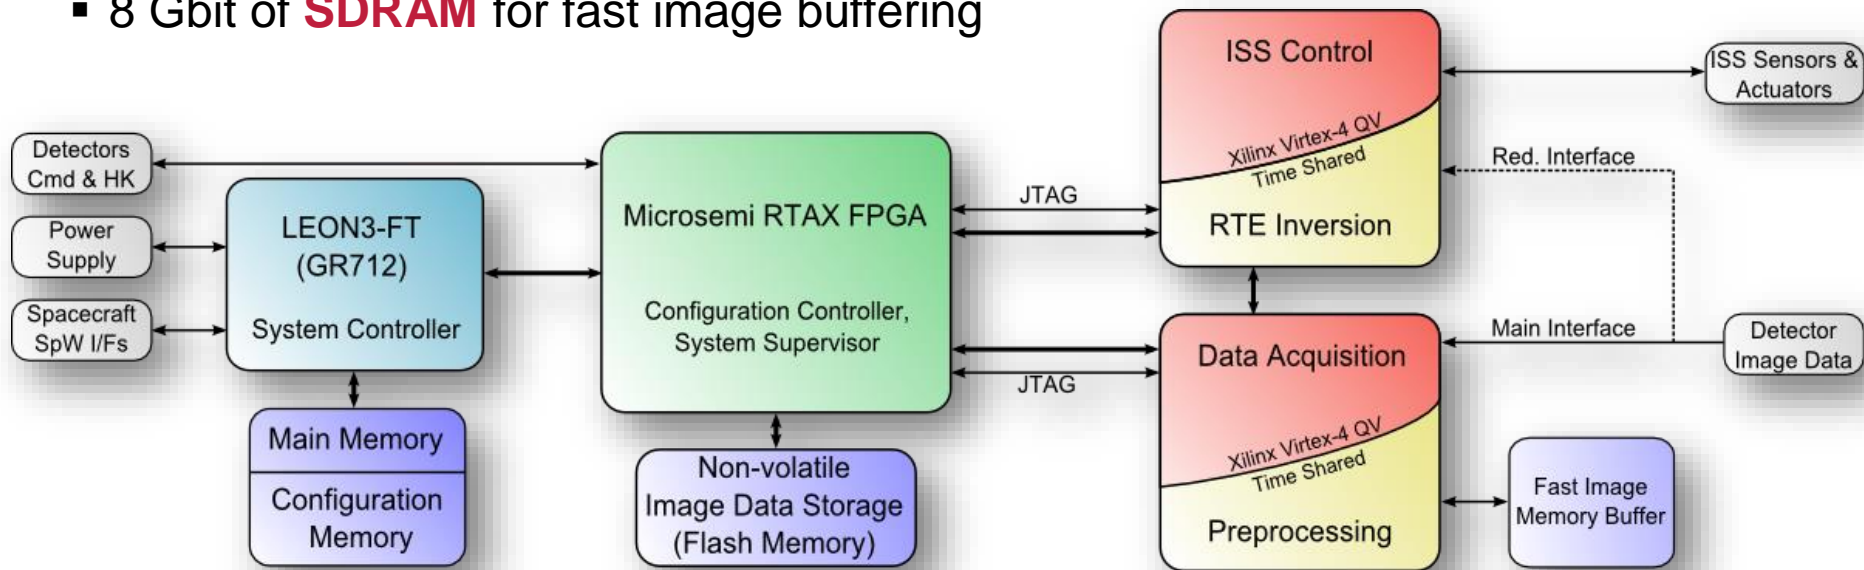 ▪ 8 Gbit of SDRAM for fast image buffering
ISS Control
Xilinx Virtex-4 QV
Time Shared
RTE Inversion
ISS Sensors &
Actuators
Detectors
Cmd & HK
Power
Supply
Spacecraft
SpW I/Fs
LEON3-FT
(GR712)
System Controller
Main Memory
Configuration
Memory
Microsemi RTAX FPGA
Configuration Controller,
System Supervisor
Non-volatile
Image Data Storage
(Flash Memory)
JTAG
JTAG
Red. Interface
Main Interface
Detector
Image Data
Data Acquisition
Xilinx Virtex-4 QV
Time Shared
Preprocessing
Fast Image
Memory Buffer